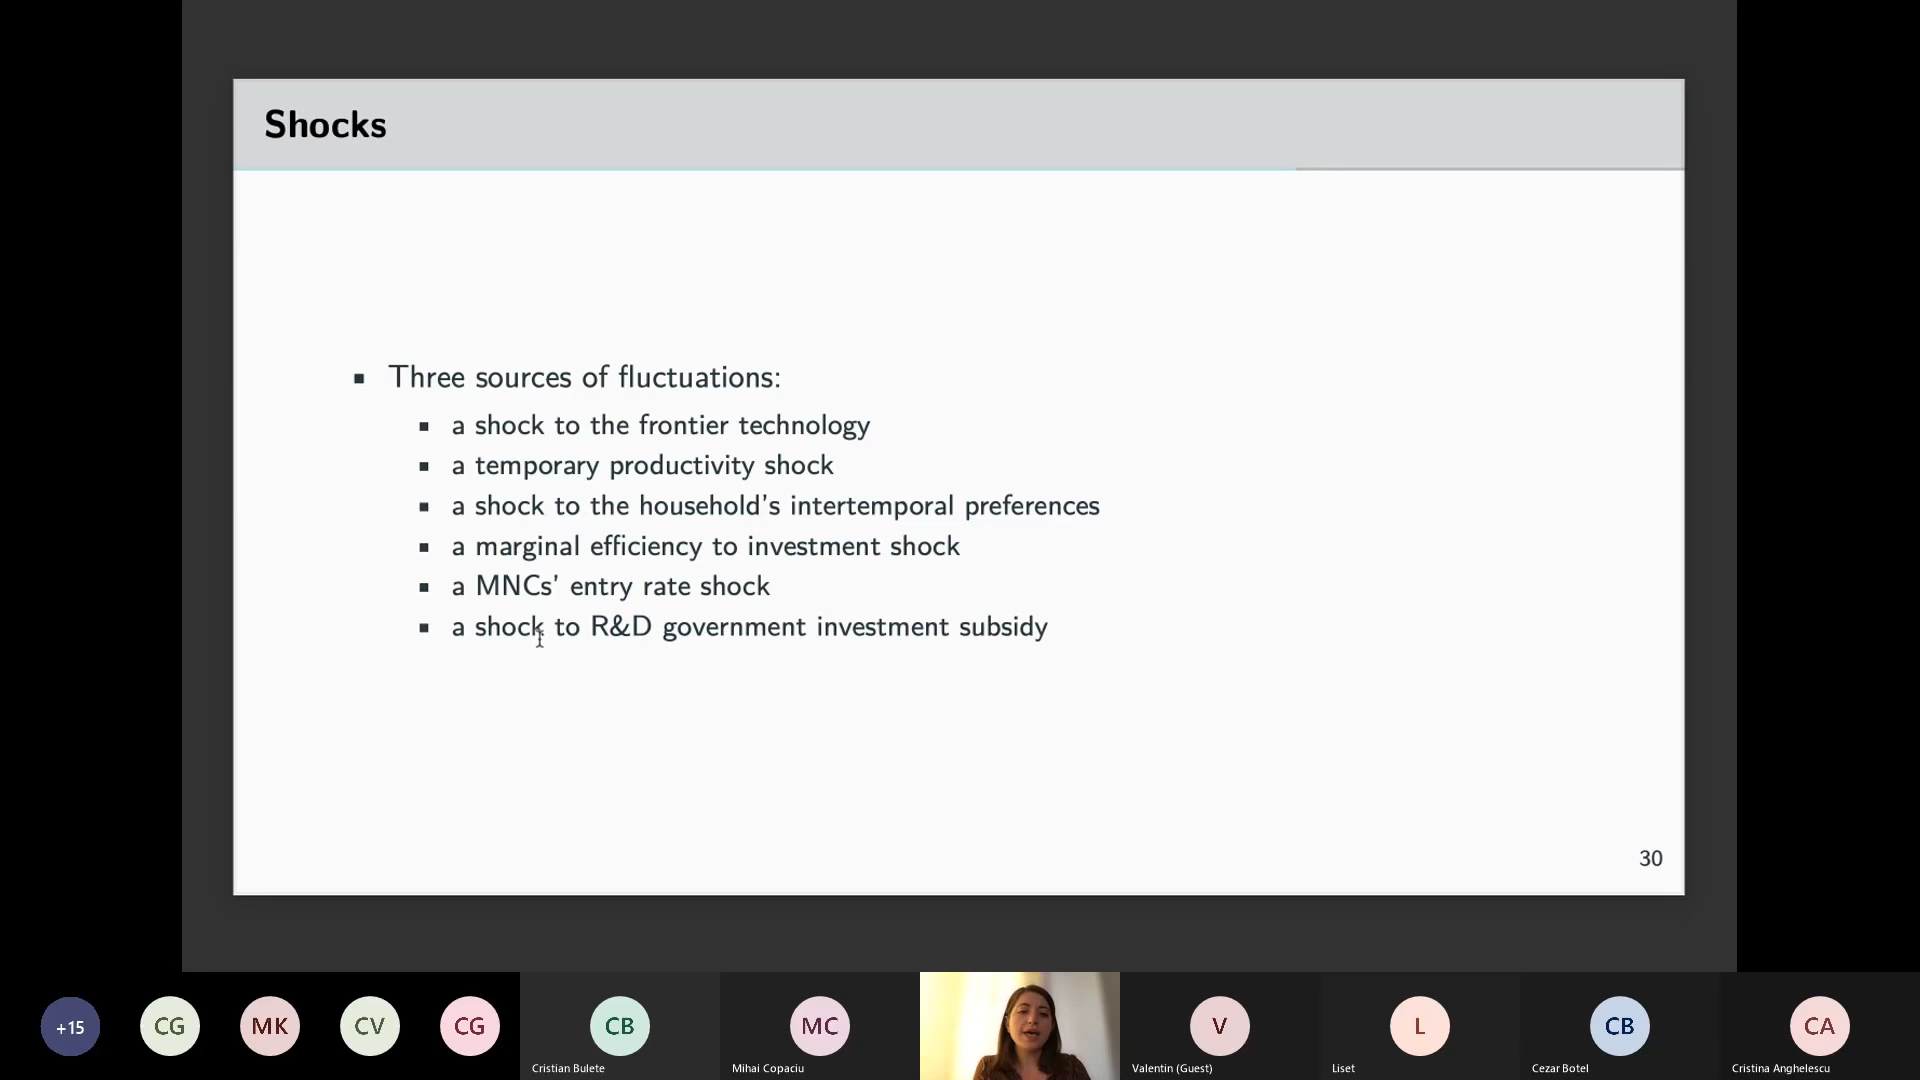 Shocks
Three sources of fluctuations:
a shock to the frontier technology
a temporary productivity shock
a shock to the household's intertemporal preferences
a marginal efficiency to investment shock
a MNCs' entry rate shock
a shock to R&D government investment subsidy
30
+15
CG
MK
CV
CG
CB
MC
V
L
CB
CA
Cristian Bulete
Mihai Copaciu
Valentin (Guest)
Liset
Cezar Botel
Cristina Anghelescu